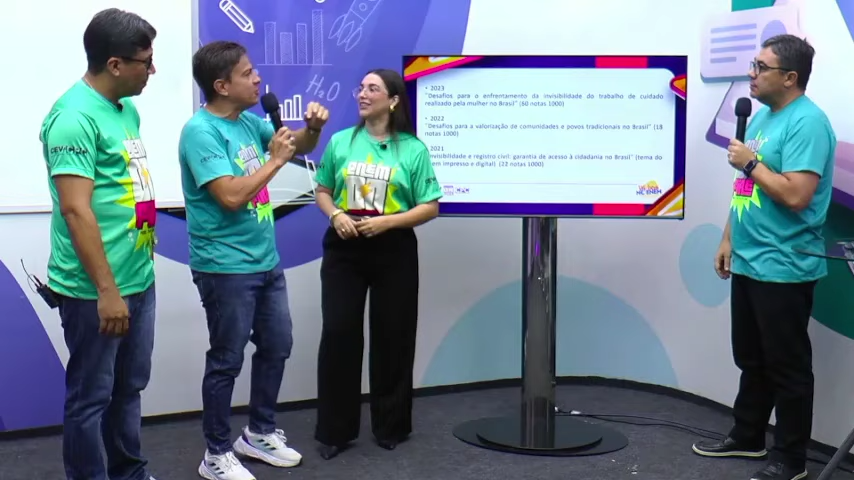 H₂O
• 2023
"Desafios para o enfrentamento da invisibilidade do trabalho de cuidado
realizado pela mulher no Brasil" (60 notas 1000)
• 2022
"Desafios para a valorização de comunidades e povos tradicionais no Brasil" (18
notas 1000)
2021
Invisibilidade e registro civil: garantia de acesso à cidadania no Brasil" (tema do
em impresso e digital) (22 notas 1000)
ENEM